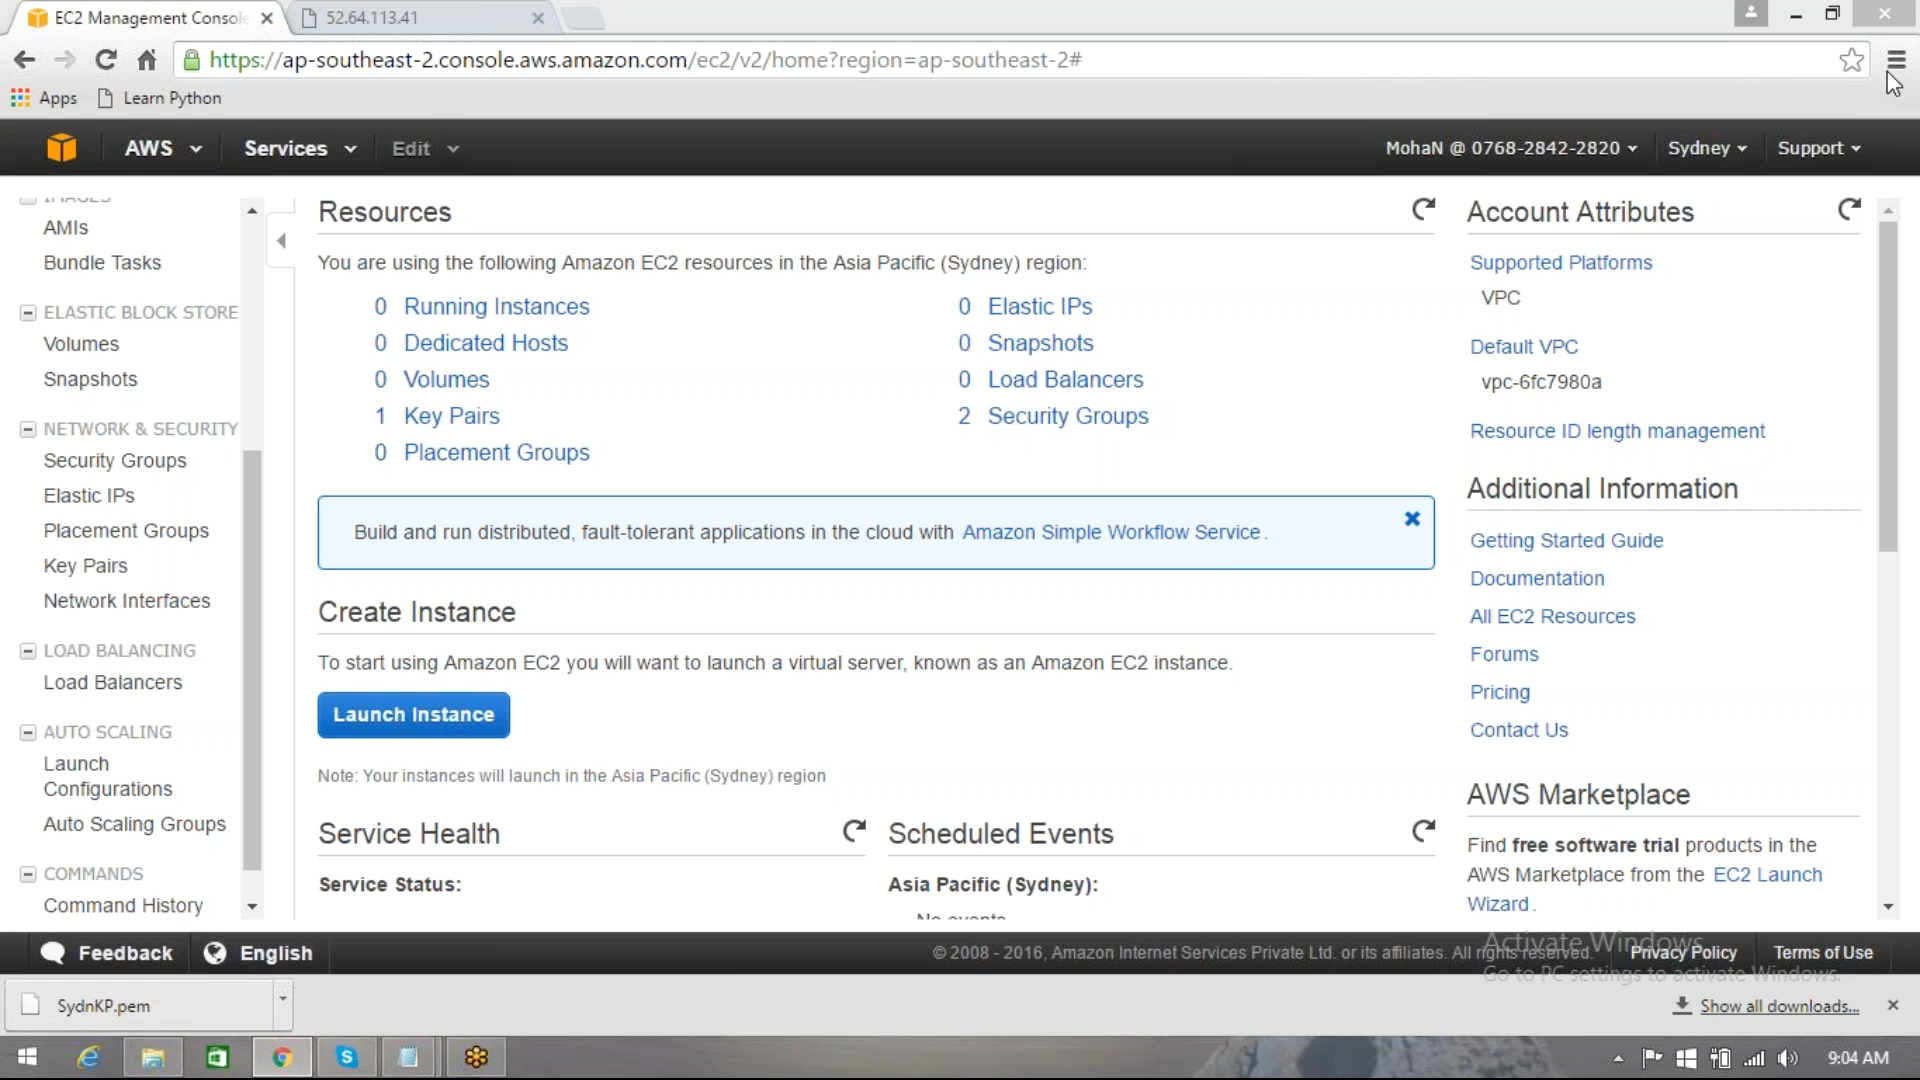 EC2 Management Console
52.64.113.41
https://ap-southeast-2.console.aws.amazon.com/ec2/v2/home?region=ap-southeast-2#
Apps
Learn Python
AWS
Services
Edit
MohaN @ 0768-2842-2820
Sydney
Support
IMAGES
AMIs
Bundle Tasks
ELASTIC BLOCK STORE
Volumes
Snapshots
NETWORK & SECURITY
Security Groups
Elastic IPs
Placement Groups
Key Pairs
Network Interfaces
LOAD BALANCING
Load Balancers
AUTO SCALING
Launch
Configurations
Auto Scaling Groups
COMMANDS
Command History
Resources
You are using the following Amazon EC2 resources in the Asia Pacific (Sydney) region:
0 Running Instances
0 Elastic IPs
0 Dedicated Hosts
0 Snapshots
0 Volumes
0 Load Balancers
1 Key Pairs
2 Security Groups
0 Placement Groups
Build and run distributed, fault-tolerant applications in the cloud with Amazon Simple Workflow Service.
Create Instance
To start using Amazon EC2 you will want to launch a virtual server, known as an Amazon EC2 instance.
Launch Instance
Note: Your instances will launch in the Asia Pacific (Sydney) region
Service Health
Service Status:
Scheduled Events
Asia Pacific (Sydney):
No events
Account Attributes
Supported Platforms
VPC
Default VPC
vpc-6fc7980a
Resource ID length management
Additional Information
Getting Started Guide
Documentation
All EC2 Resources
Forums
Pricing
Contact Us
AWS Marketplace
Find free software trial products in the
AWS Marketplace from the EC2 Launch
Wizard.
Feedback
English
© 2008 - 2016, Amazon Internet Services Private Ltd. or its affiliates. All rights reserved.
Privacy Policy
Terms of Use
Activate Windows
Go to PC settings to activate Windows.
SydnKP.pem
Show all downloads...
9:04 AM